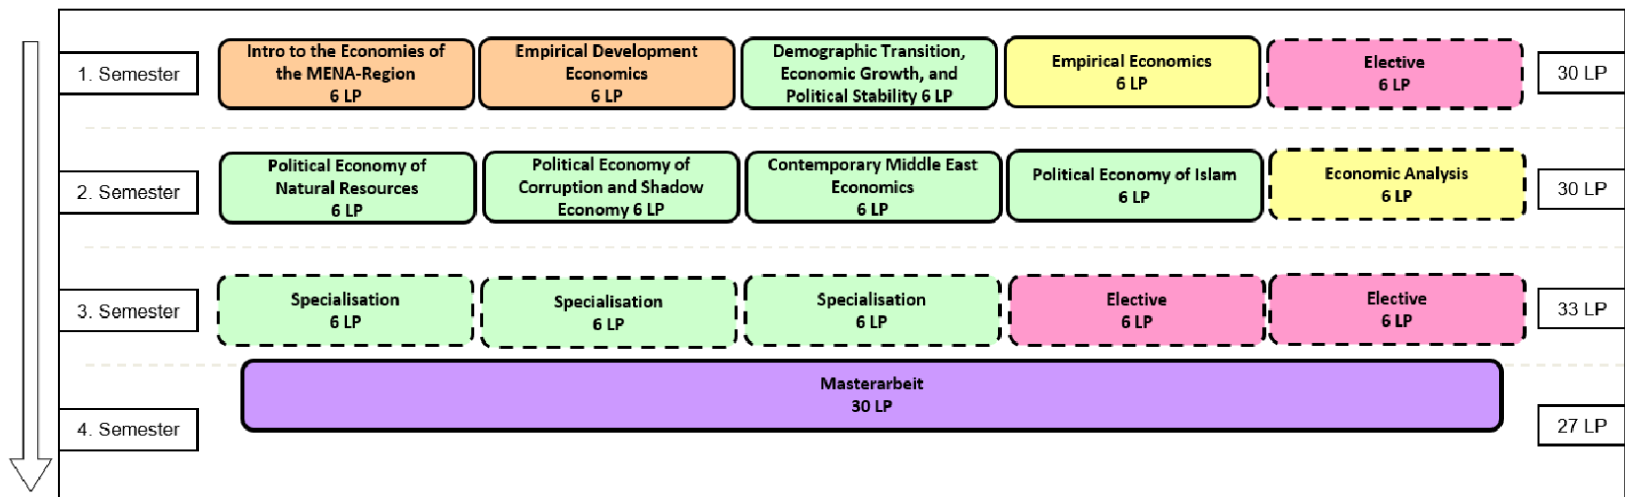 1. Semester
Intro to the Economies of
the MENA-Region
6 LP
Empirical Development
Economics
6 LP
Demographic Transition,
Economic Growth, and
Political Stability 6 LP
Empirical Economics
6 LP
Elective
6 LP
30 LP
2. Semester
Political Economy of
Natural Resources
6 LP
Political Economy of
Corruption and Shadow
Economy 6 LP
Contemporary Middle East
Economics
6 LP
Political Economy of Islam
6 LP
Economic Analysis
6 LP
30 LP
3. Semester
Specialisation
6 LP
Specialisation
6 LP
Specialisation
6 LP
Elective
6 LP
Elective
6 LP
33 LP
4. Semester
Masterarbeit
30 LP
27 LP